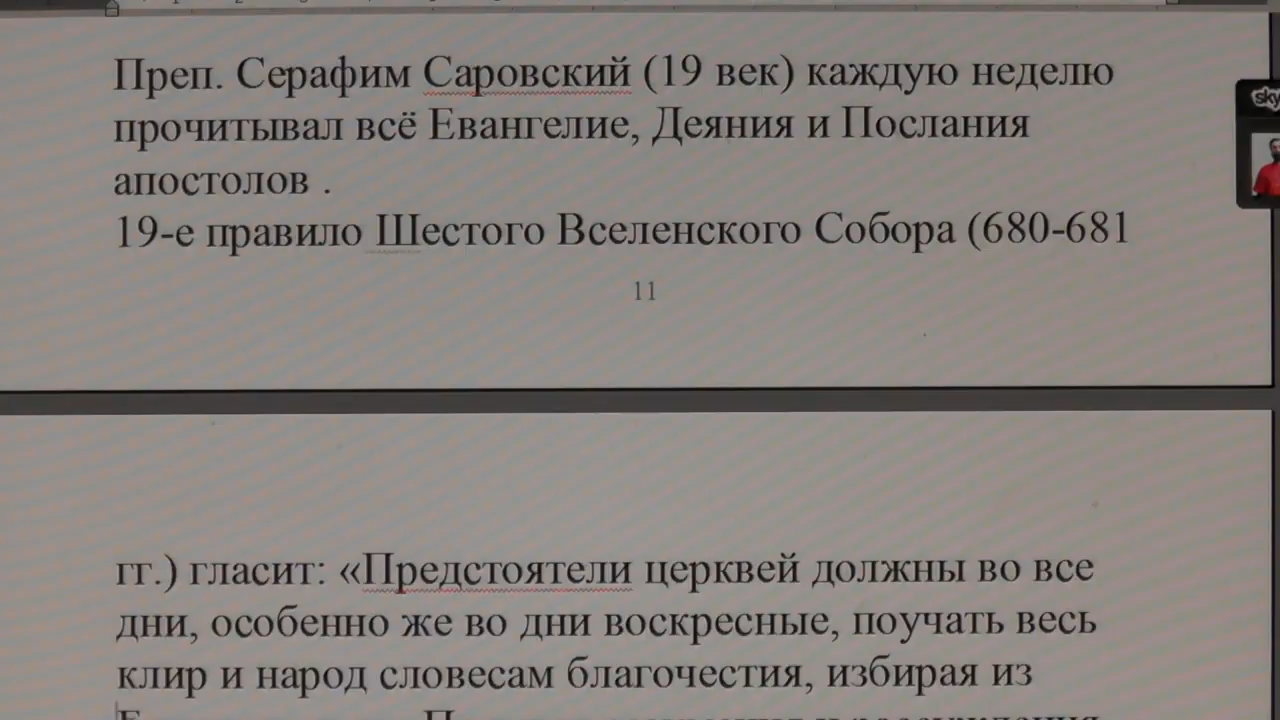 Преп. Серафим Саровский (19 век) каждую неделю
прочитывал всё Евангелие, Деяния и Послания
апостолов .
19-е правило Шестого Вселенского Собора (680-681
11
гг.) гласит: «Предстоятели церквей должны во все
дни, особенно же во дни воскресные, поучать весь
клир и народ словесам благочестия, избирая из